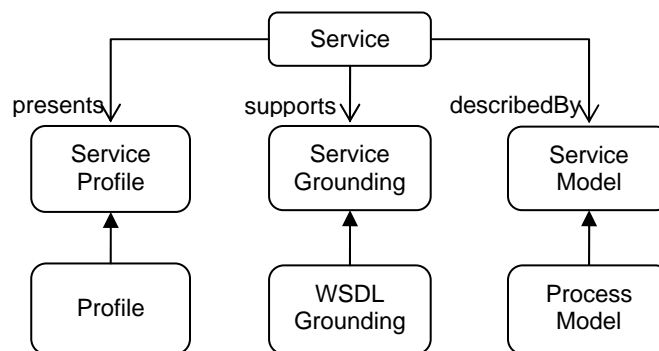 Service
presents
supports
describedBy
Service
Profile
Service
Grounding
Service
Model
Profile
WSDL
Grounding
Process
Model